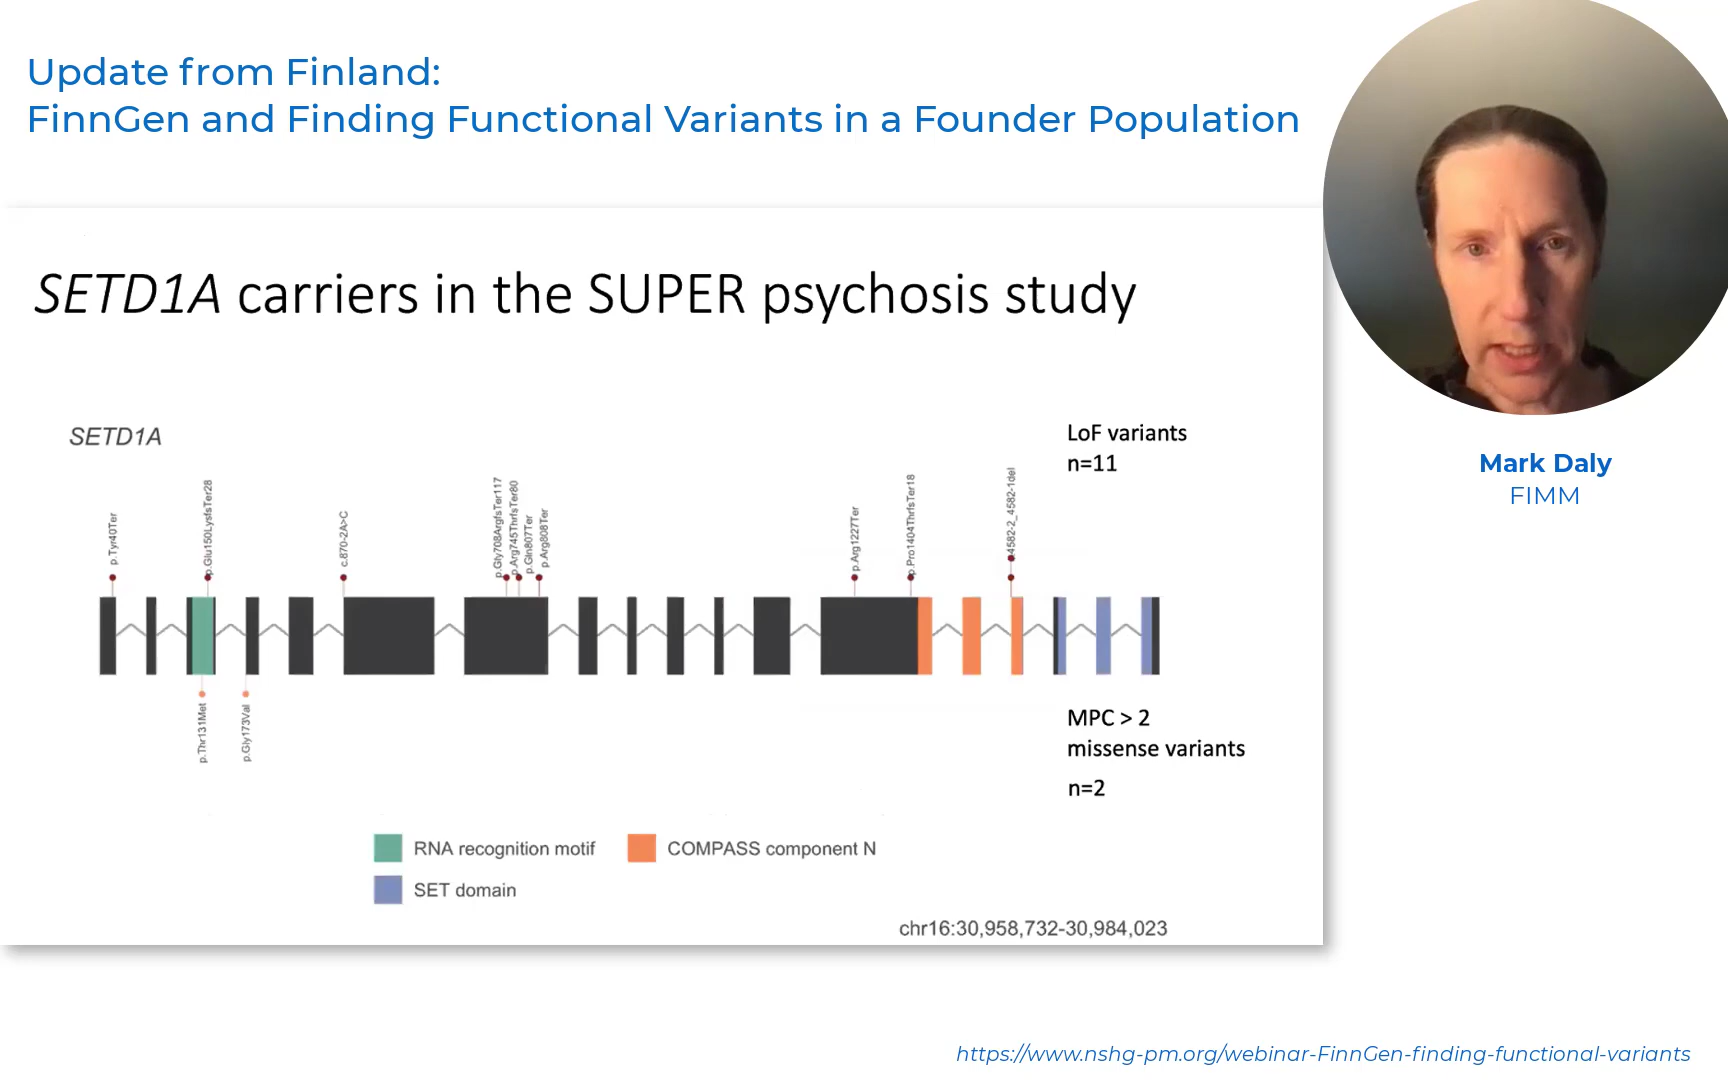 Update from Finland:
FinnGen and Finding Functional Variants in a Founder Population
SETD1A carriers in the SUPER psychosis study
Mark Daly
FIMM
SETD1A
LoF variants
n=11
p.Tyr40Ter
p.Glu150LysfsTer28
c.870-2A>C
p.Gly708ArgfsTer117
p.Arg745ThrfsTer80
p.Gln807Ter
p.Arg808Ter
p.Arg1227Ter
p.Pro1404ThrfsTer18
4582-2_4582-1del
p.Thr131Met
p.Gly173Val
MPC > 2
missense variants
n=2
RNA recognition motif
COMPASS component N
SET domain
chr16:30,958,732-30,984,023
https://www.nshg-pm.org/webinar-FinnGen-finding-functional-variants